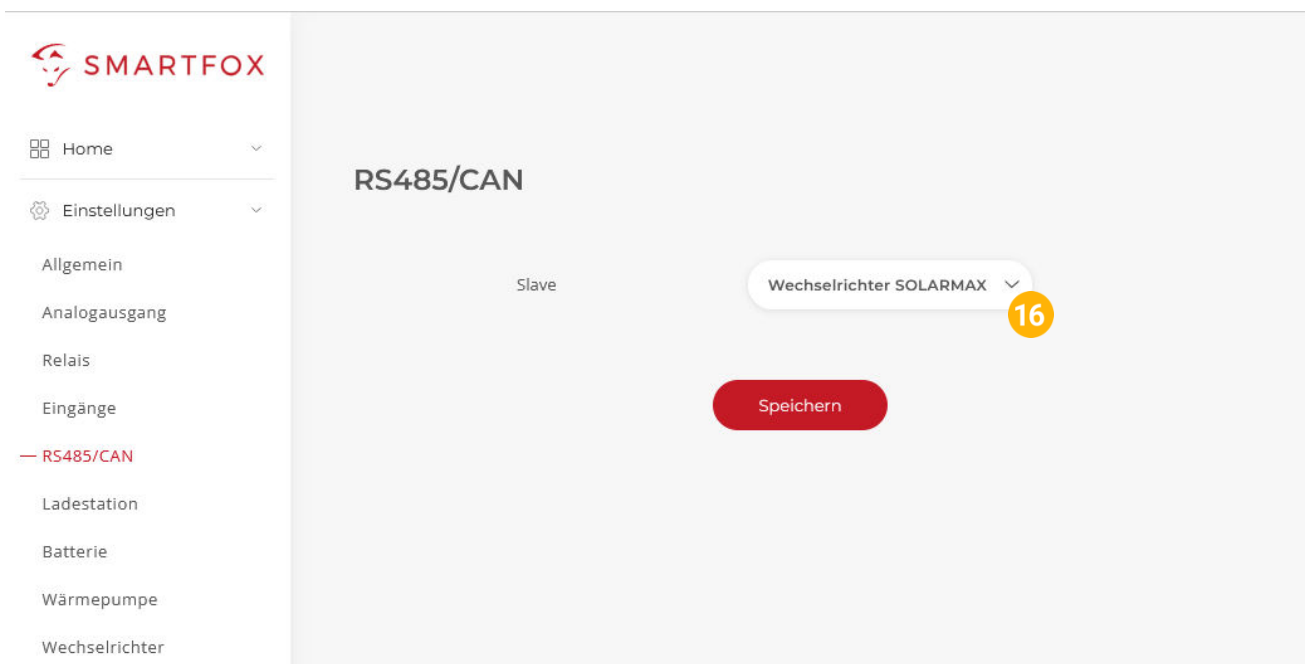 SMARTFOX
Home
Einstellungen
Allgemein
Analogausgang
Relais
Eingänge
— RS485/CAN
Ladestation
Batterie
Wärmepumpe
Wechselrichter
RS485/CAN
Slave
Wechselrichter SOLARMAX
16
Speichern